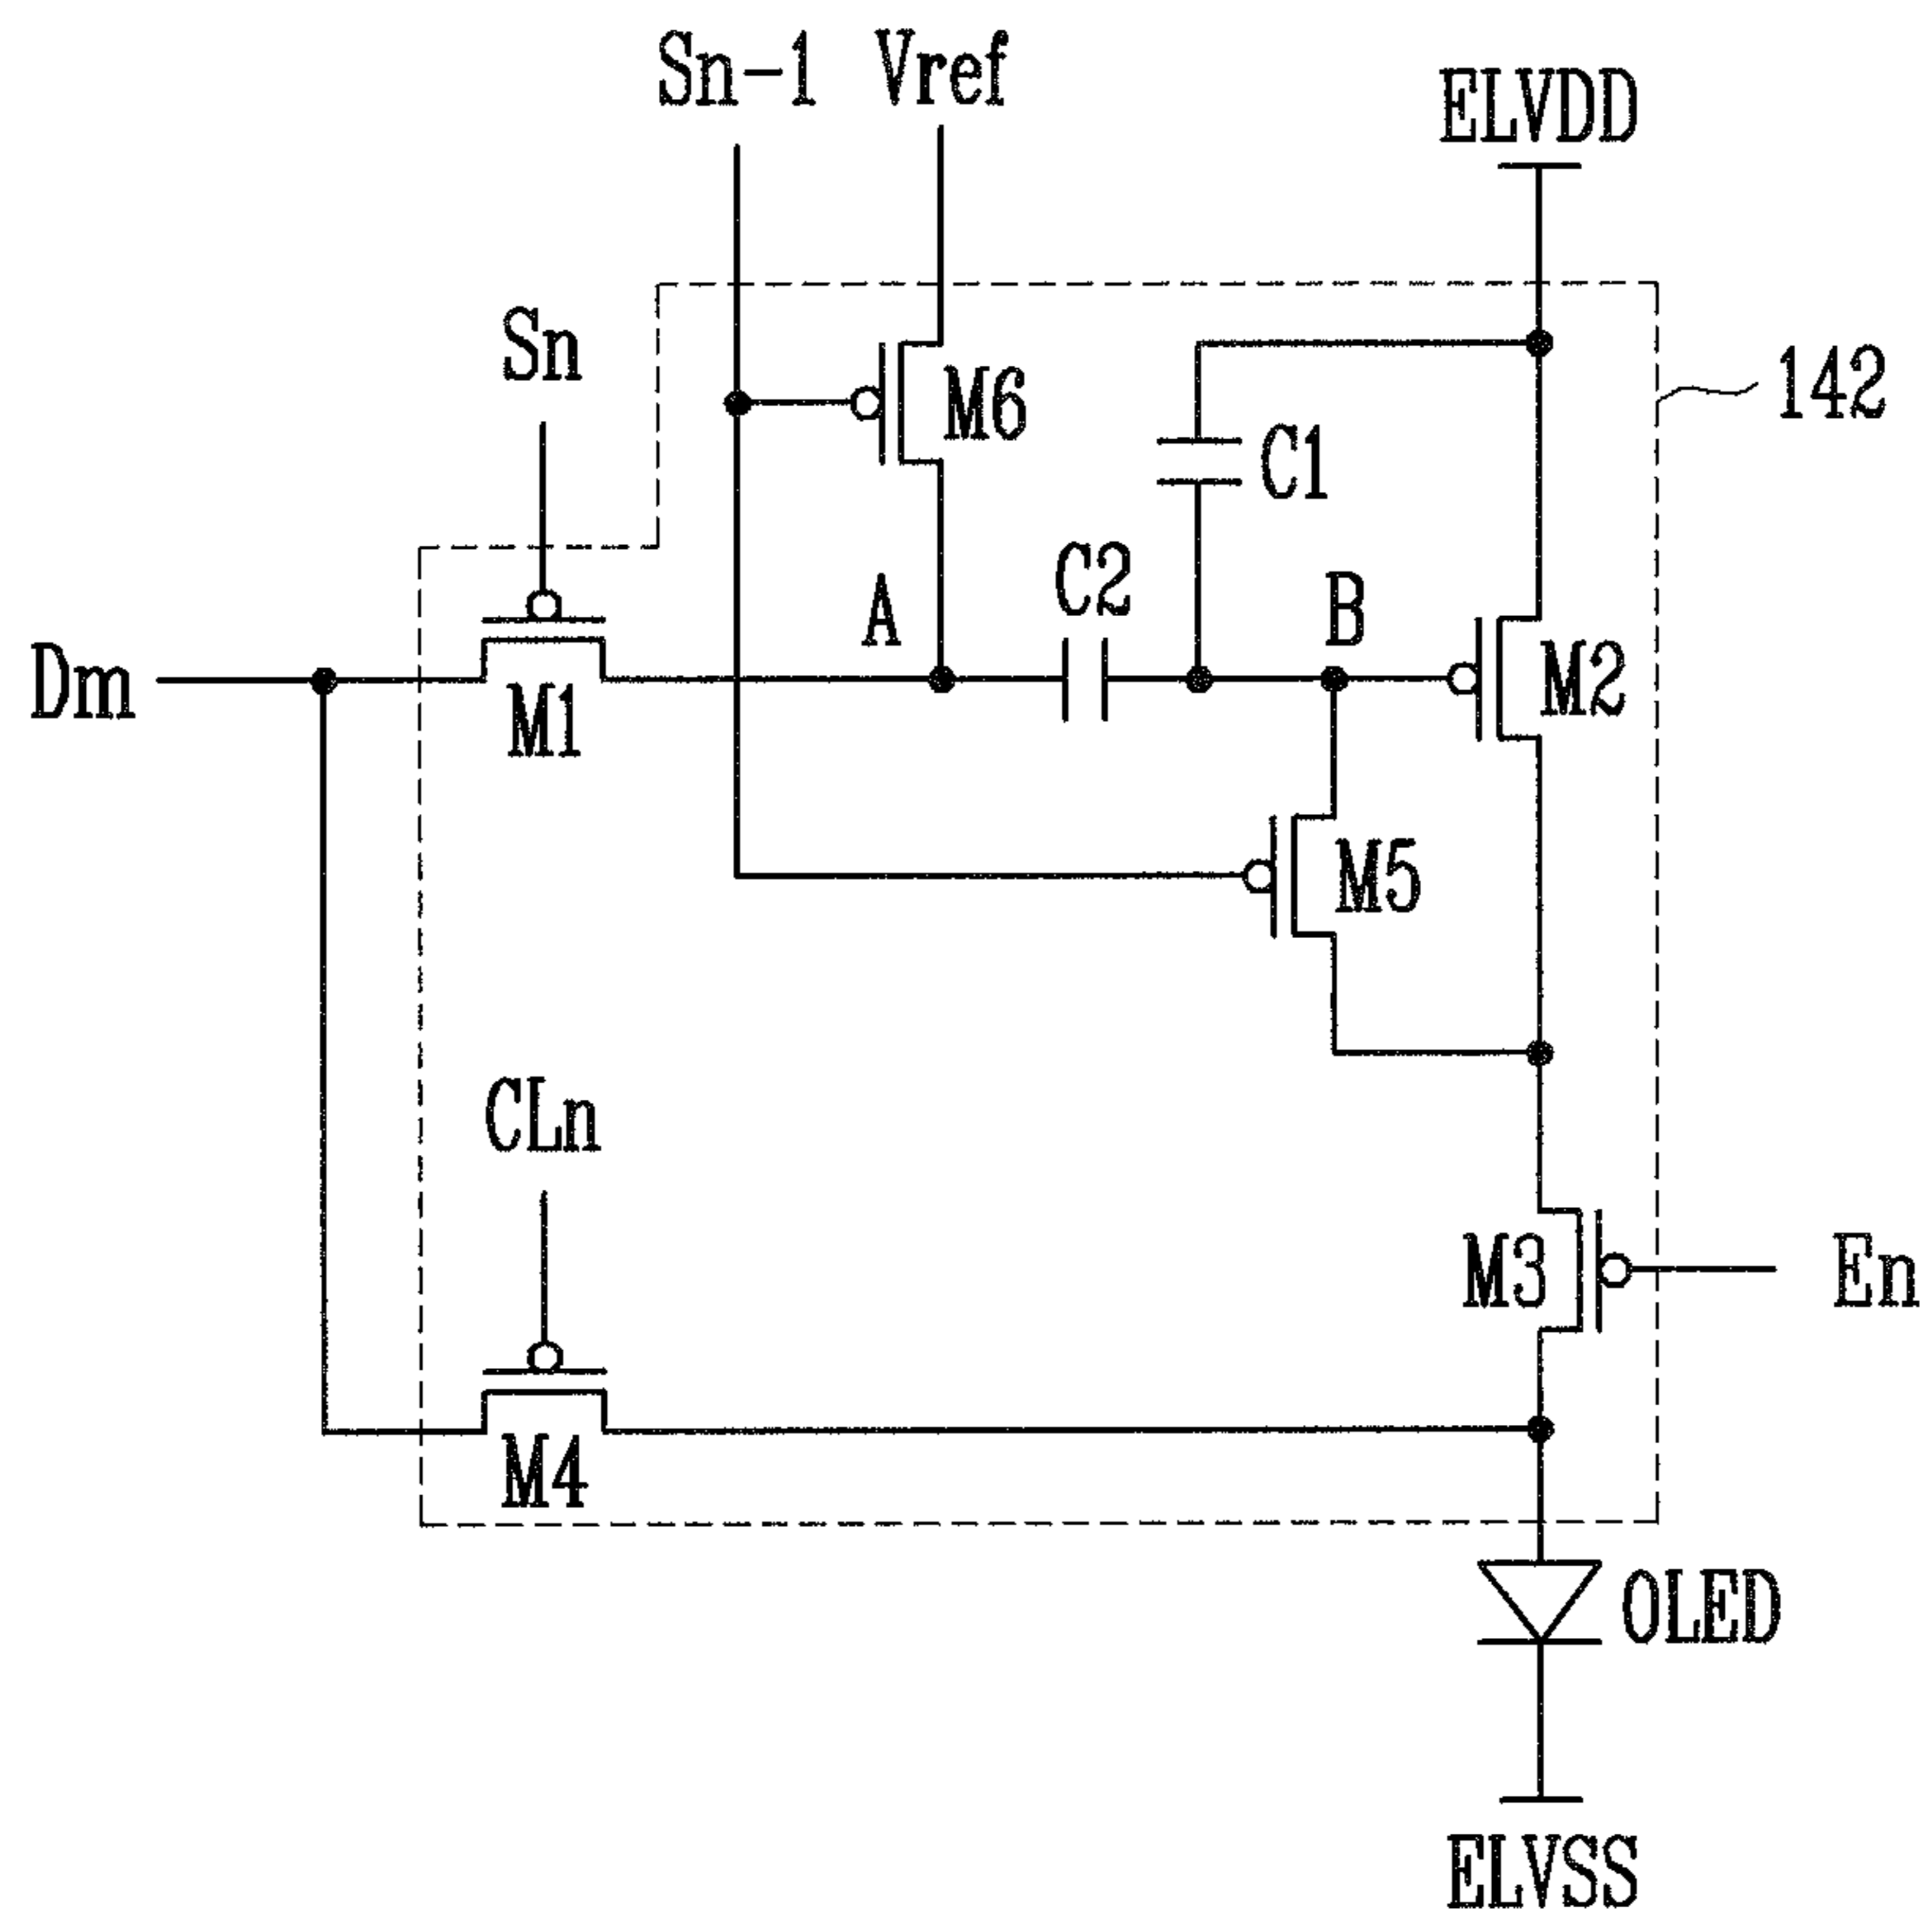 Sn-1
Vref
ELVDD
Sn
142
M6
C1
C2
A
B
Dm
M1
M2
M5
CLn
M3
En
M4
OLED
ELVSS